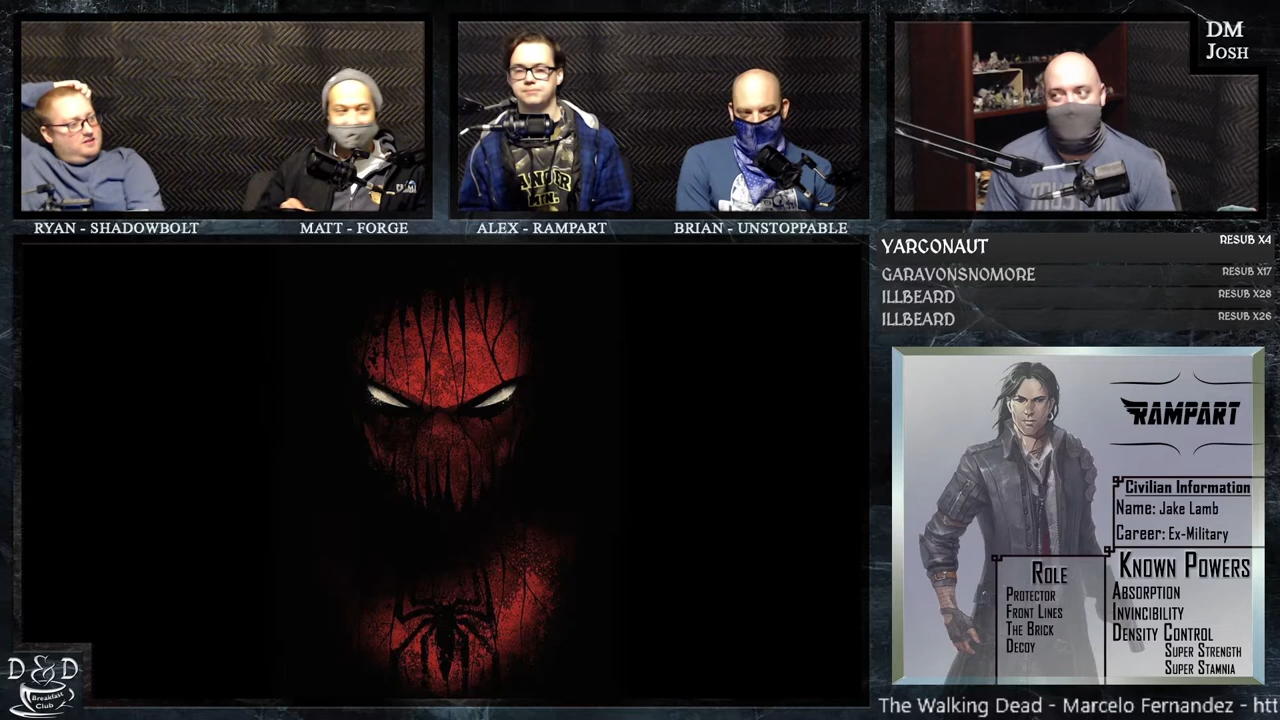 DM
Josh
RYAN - SHADOWBOLT
MATT - FORGE
ALEX - RAMPART
BRIAN - UNSTOPPABLE
YARCONAUT RESUB X4
GARAVONSNOMORE RESUB X17
ILLBEARD RESUB X28
ILLBEARD RESUB X26
RAMPART
Civilian Information
Name: Jake Lamb
Career: Ex-Military
Role
Protector
Front Lines
The Brick
Decoy
Known Powers
Absorption
Invincibility
Density Control
Super Strength
Super Stamnia
D&D
Breakfast
Club
The Walking Dead - Marcelo Fernandez - htt